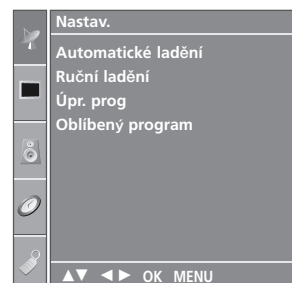 Nastav.
Automatické ladění
Ruční ladění
Úpr. prog
Oblíbený program
▲▼ ◄► OK MENU